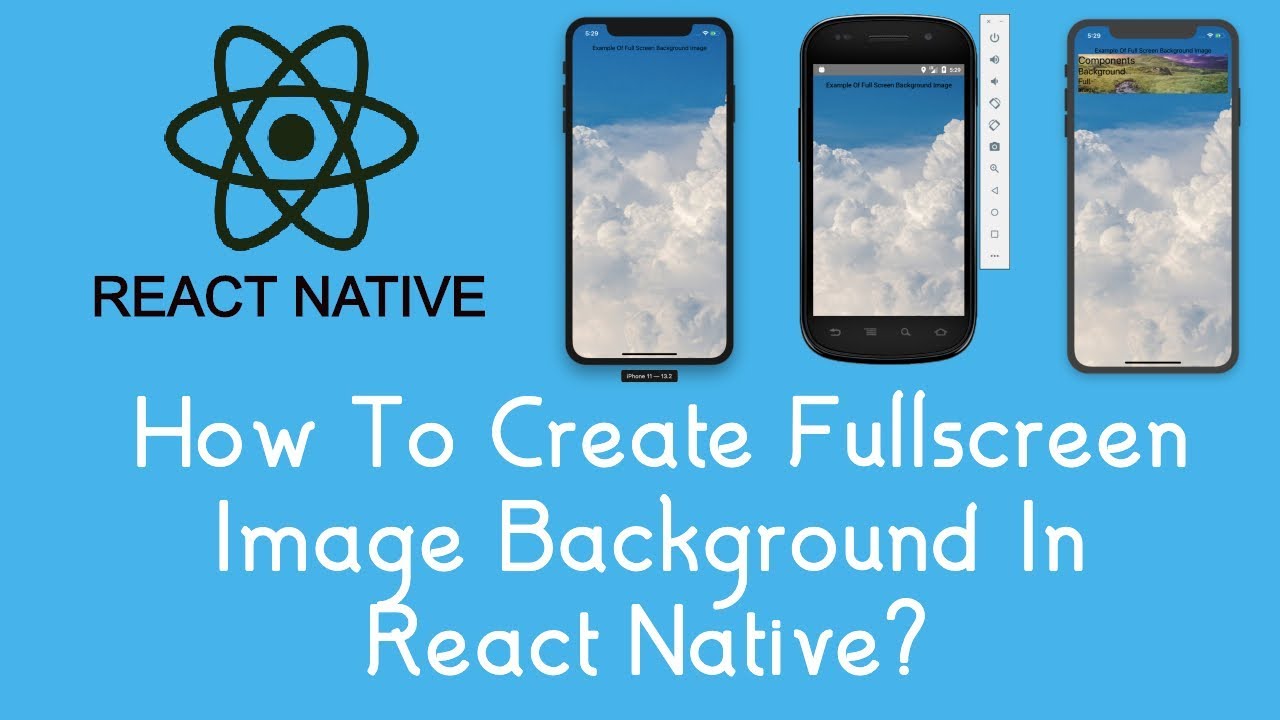 REACT NATIVE
5:29
Example Of Full Screen Background Image
iPhone 11 — 13.2
5:29
Example Of Full Screen Background Image
5:29
Example Of Full Screen Background Image
Components
Background
Full
How To Create Fullscreen
Image Background In
React Native?